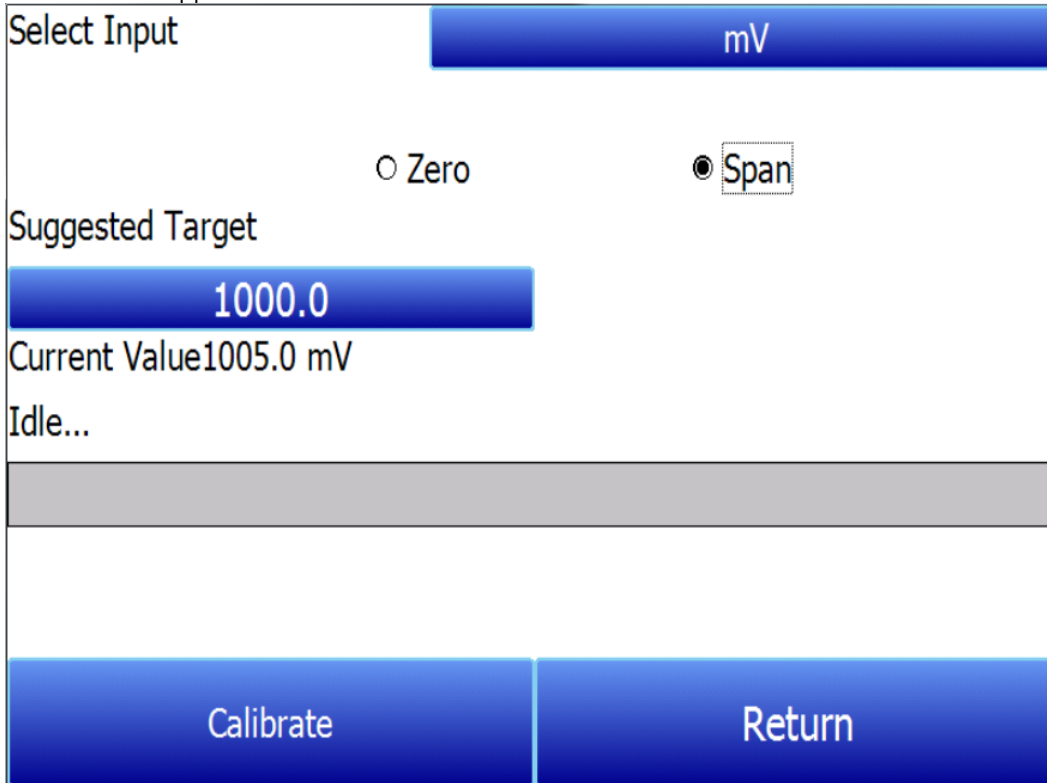 Select Input
mV
Zero
Span
Suggested Target
1000.0
Current Value1005.0 mV
Idle...
Calibrate
Return